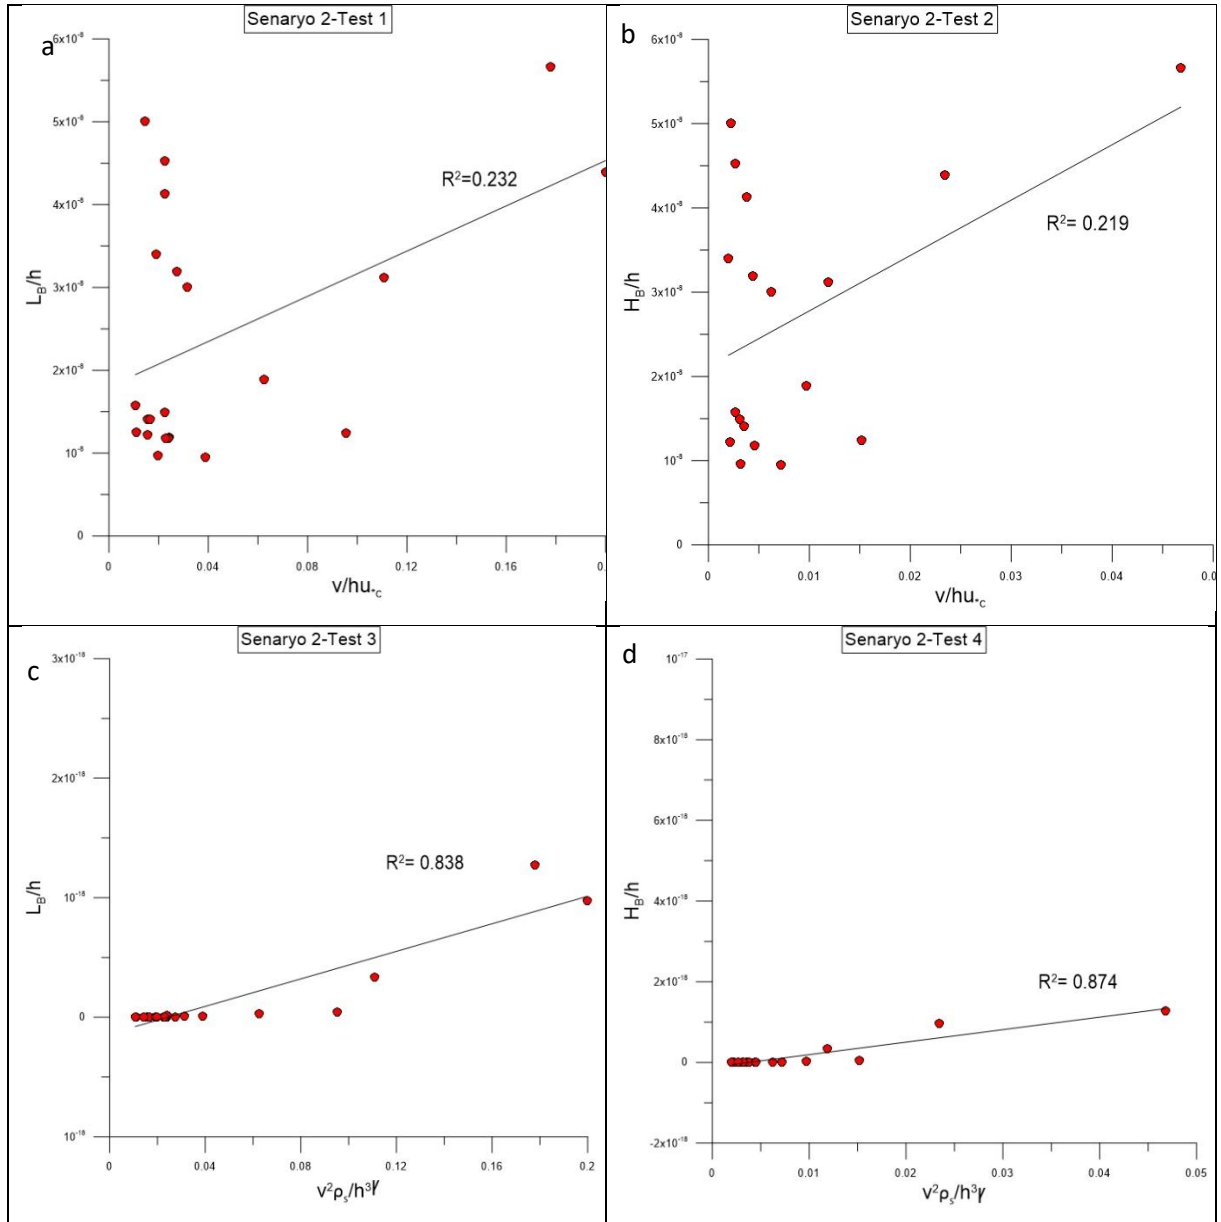 Senaryo 2-Test 1
a
6x10⁻⁸
5x10⁻⁸
4x10⁻⁸
3x10⁻⁸
2x10⁻⁸
10⁻⁸
0
L_B/h
R²=0.232
0 0.04 0.08 0.12 0.16 0.
v/hu*c
Senaryo 2-Test 2
b
6x10⁻⁸
5x10⁻⁸
4x10⁻⁸
3x10⁻⁸
2x10⁻⁸
10⁻⁸
0
H_B/h
R²= 0.219
0 0.01 0.02 0.03 0.04 0.0
v/hu*c
Senaryo 2-Test 3
c
3x10⁻¹⁸
2x10⁻¹⁸
10⁻¹⁸
0
10⁻¹⁸
L_B/h
R²= 0.838
0 0.04 0.08 0.12 0.16 0.2
v²ρₛ/h³γ
Senaryo 2-Test 4
d
10⁻¹⁷
8x10⁻¹⁸
6x10⁻¹⁸
4x10⁻¹⁸
2x10⁻¹⁸
0
-2x10⁻¹⁸
H_B/h
R²= 0.874
0 0.01 0.02 0.03 0.04 0.05
v²ρₛ/h³γ